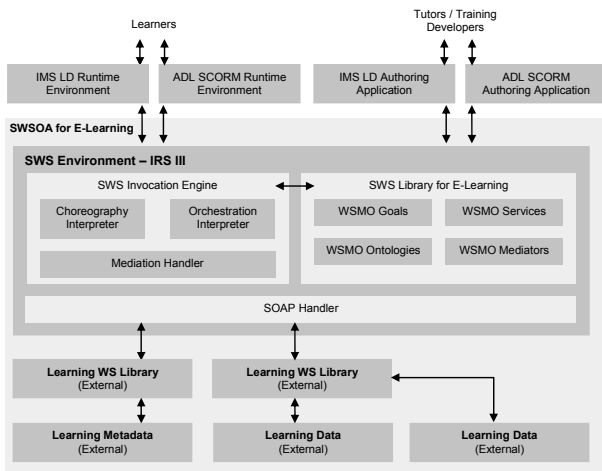 Learners
Tutors / Training
Developers
IMS LD Runtime
Environment
ADL SCORM Runtime
Environment
IMS LD Authoring
Application
ADL SCORM
Authoring Application
SWSOA for E-Learning
SWS Environment – IRS III
SWS Invocation Engine
SWS Library for E-Learning
Choreography
Interpreter
Orchestration
Interpreter
WSMO Goals
WSMO Services
Mediation Handler
WSMO Ontologies
WSMO Mediators
SOAP Handler
Learning WS Library
(External)
Learning WS Library
(External)
Learning Metadata
(External)
Learning Data
(External)
Learning Data
(External)